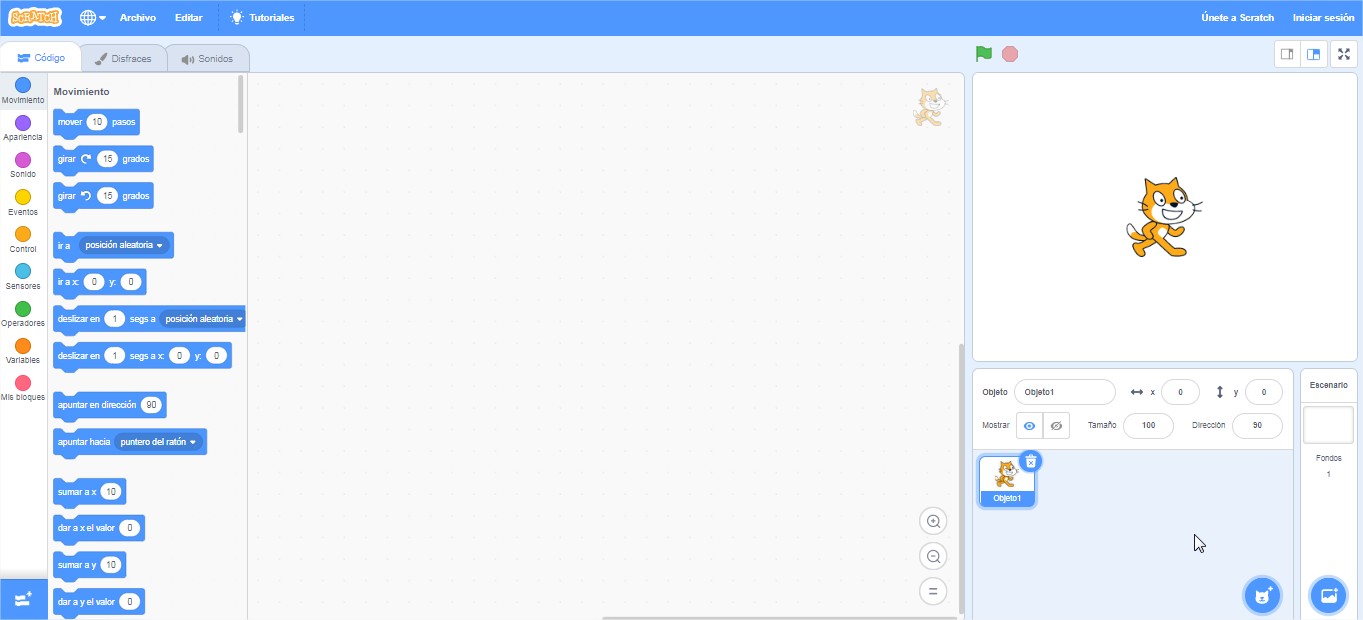 SCRATCH Archivo Editar Tutoriales Únete a Scratch Iniciar sesión
Código Disfraces Sonidos
Movimiento
Apariencia
Sonido
Eventos
Control
Sensores
Operadores
Variables
Mis bloques
Movimiento
mover 10 pasos
girar 15 grados
girar 15 grados
ir a posición aleatoria
ir a x: 0 y: 0
deslizar en 1 segs a posición aleatoria
deslizar en 1 segs a x: 0 y: 0
apuntar en dirección 90
apuntar hacia puntero del ratón
sumar a x 10
dar a x el valor 0
sumar a y 10
dar a y el valor 0
Objeto Objeto1 x 0 y 0
Mostrar Tamaño 100 Dirección 90
Objeto1
Escenario
Fondos
1